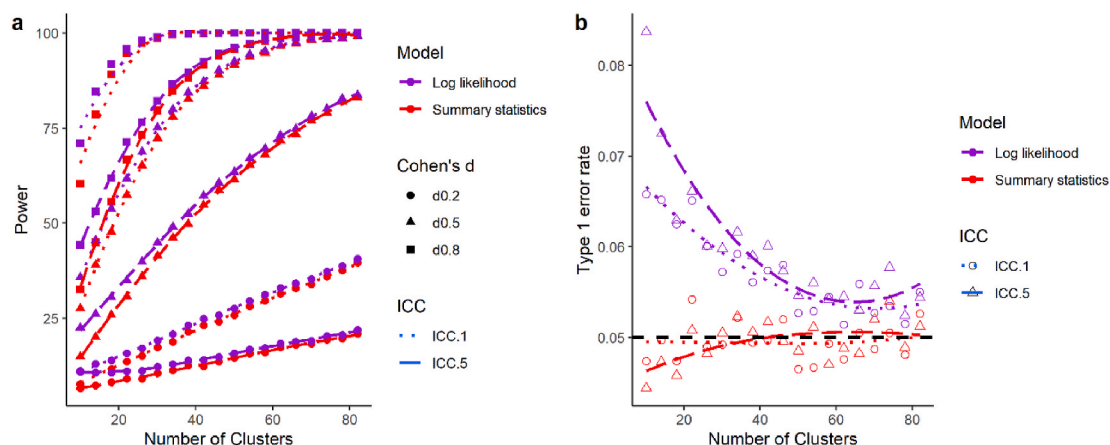 a
100
75
50
25
Power
20
40
60
80
Number of Clusters
Model
Log likelihood
Summary statistics
Cohen's d
d0.2
d0.5
d0.8
ICC
ICC.1
ICC.5
b
0.08
0.07
0.06
0.05
Type 1 error rate
20
40
60
80
Number of Clusters
Model
Log likelihood
Summary statistics
ICC
ICC.1
ICC.5